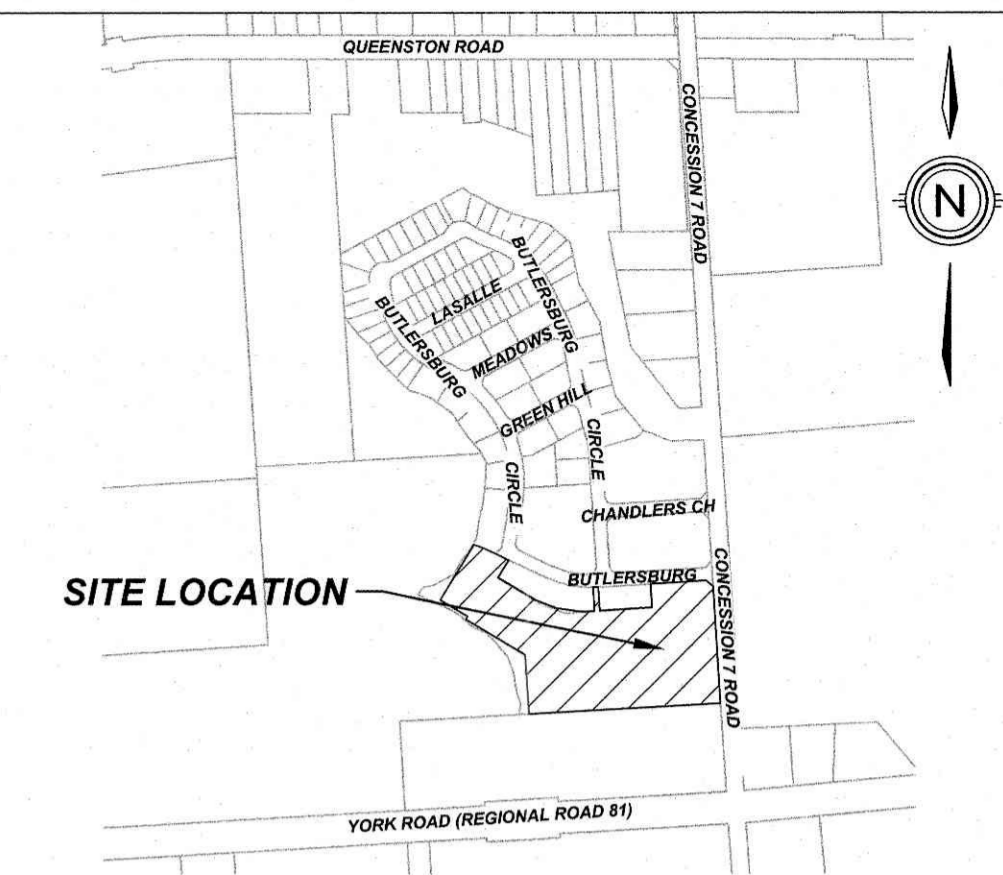 QUEENSTON ROAD
CONCESSION 7 ROAD
N
BUTLERSBURG
LASALLE
BUTLERSBURG
MEADOWS
GREEN HILL
CIRCLE
CIRCLE
CHANDLERS CH
BUTLERSBURG
SITE LOCATION
CONCESSION 7 ROAD
YORK ROAD (REGIONAL ROAD 81)